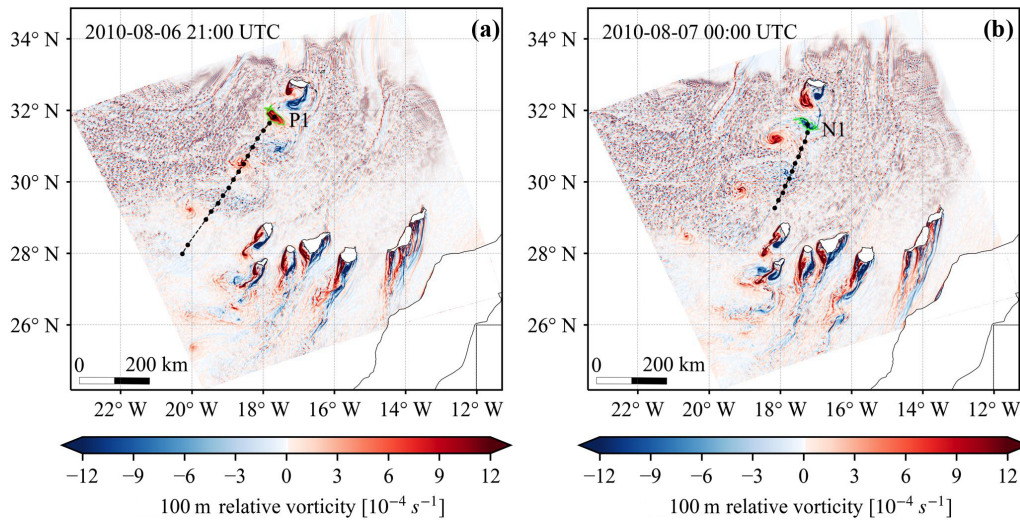 2010-08-06 21:00 UTC
(a)
34° N
32° N
30° N
28° N
26° N
P1
0 200 km
22° W 20° W 18° W 16° W 14° W 12° W
−12 −9 −6 −3 0 3 6 9 12
100 m relative vorticity [10⁻⁴ s⁻¹]
2010-08-07 00:00 UTC
(b)
34° N
32° N
30° N
28° N
26° N
N1
0 200 km
22° W 20° W 18° W 16° W 14° W 12° W
−12 −9 −6 −3 0 3 6 9 12
100 m relative vorticity [10⁻⁴ s⁻¹]